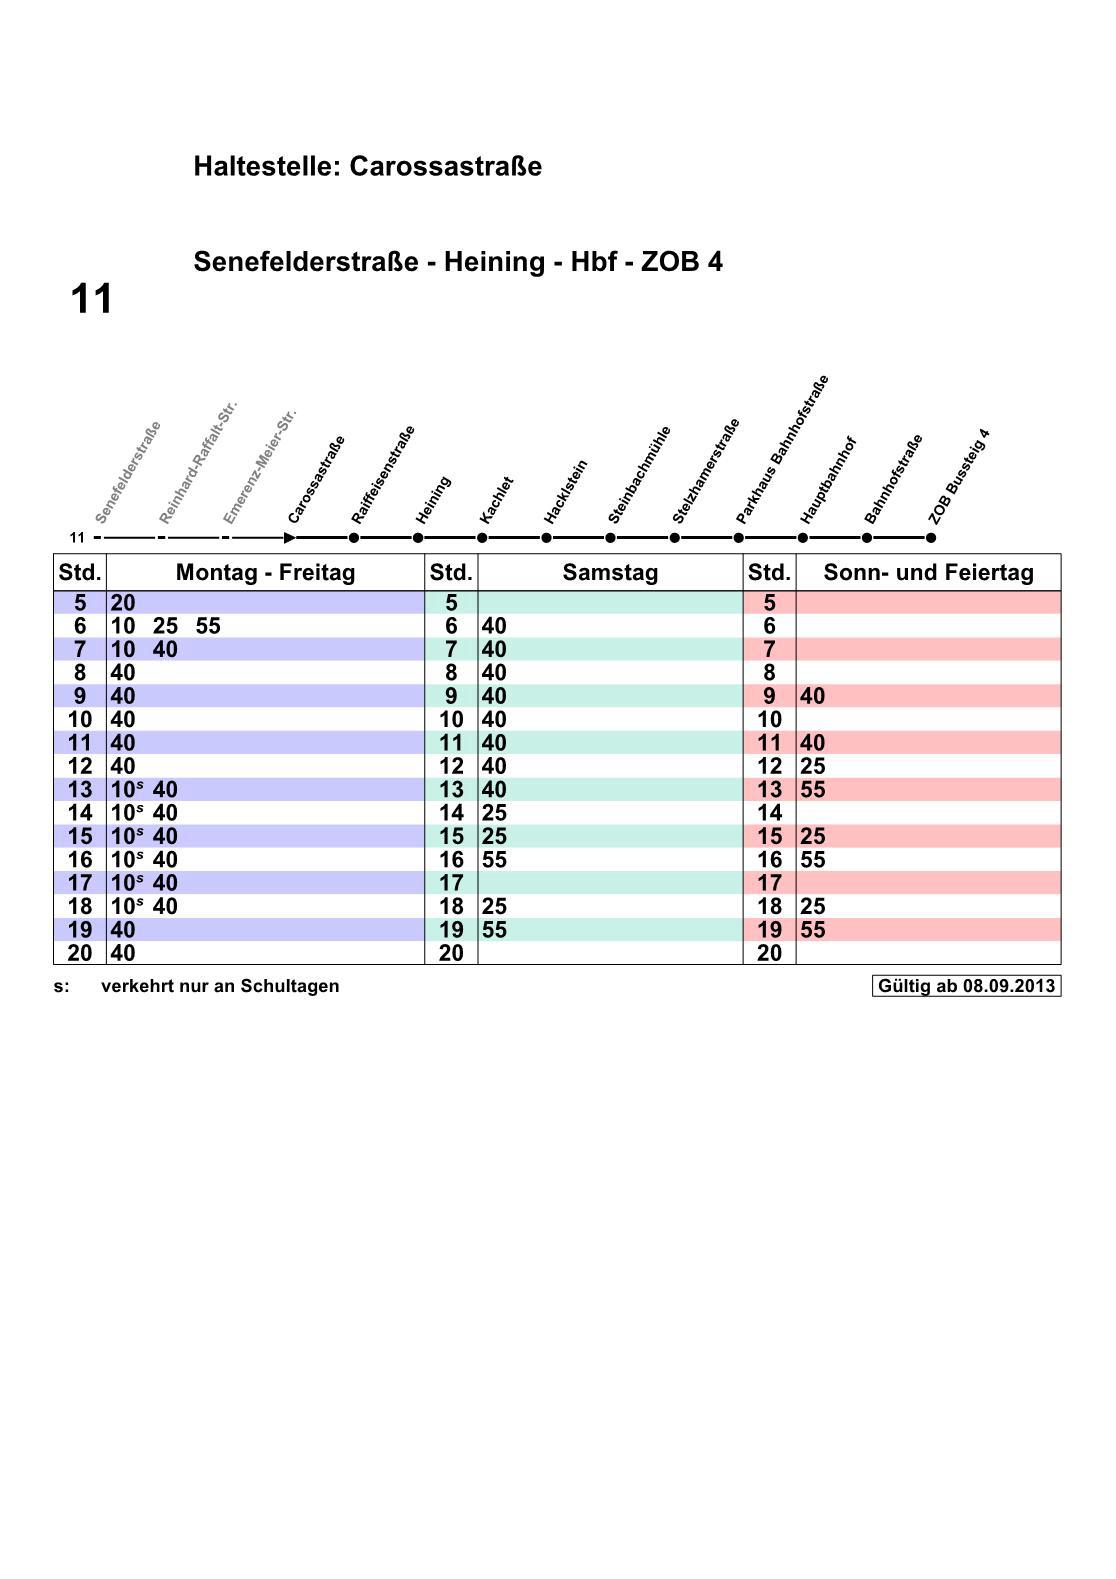 Haltestelle: Carossastraße
Senefelderstraße - Heining - Hbf - ZOB 4
11
Senefelderstraße
Reinhard-Raffalt-Str.
Emerenz-Meier-Str.
Carossastraße
Raiffeisenstraße
Heining
Kachlet
Hacklstein
Steinbachmühle
Stelzhamerstraße
Parkhaus Bahnhofstraße
Hauptbahnhof
Bahnhofstraße
ZOB Bussteig 4
11
Std. Montag - Freitag Std. Samstag Std. Sonn- und Feiertag
5 20 5 5
6 10 25 55 6 40 6
7 10 40 7 40 7
8 40 8 40 8
9 40 9 40 9 40
10 40 10 40 10
11 40 11 40 11 40
12 40 12 40 12 25
13 10s 40 13 40 13 55
14 10s 40 14 25 14
15 10s 40 15 25 15 25
16 10s 40 16 55 16 55
17 10s 40 17 17
18 10s 40 18 25 18 25
19 40 19 55 19 55
20 40 20 20
s: verkehrt nur an Schultagen Gültig ab 08.09.2013